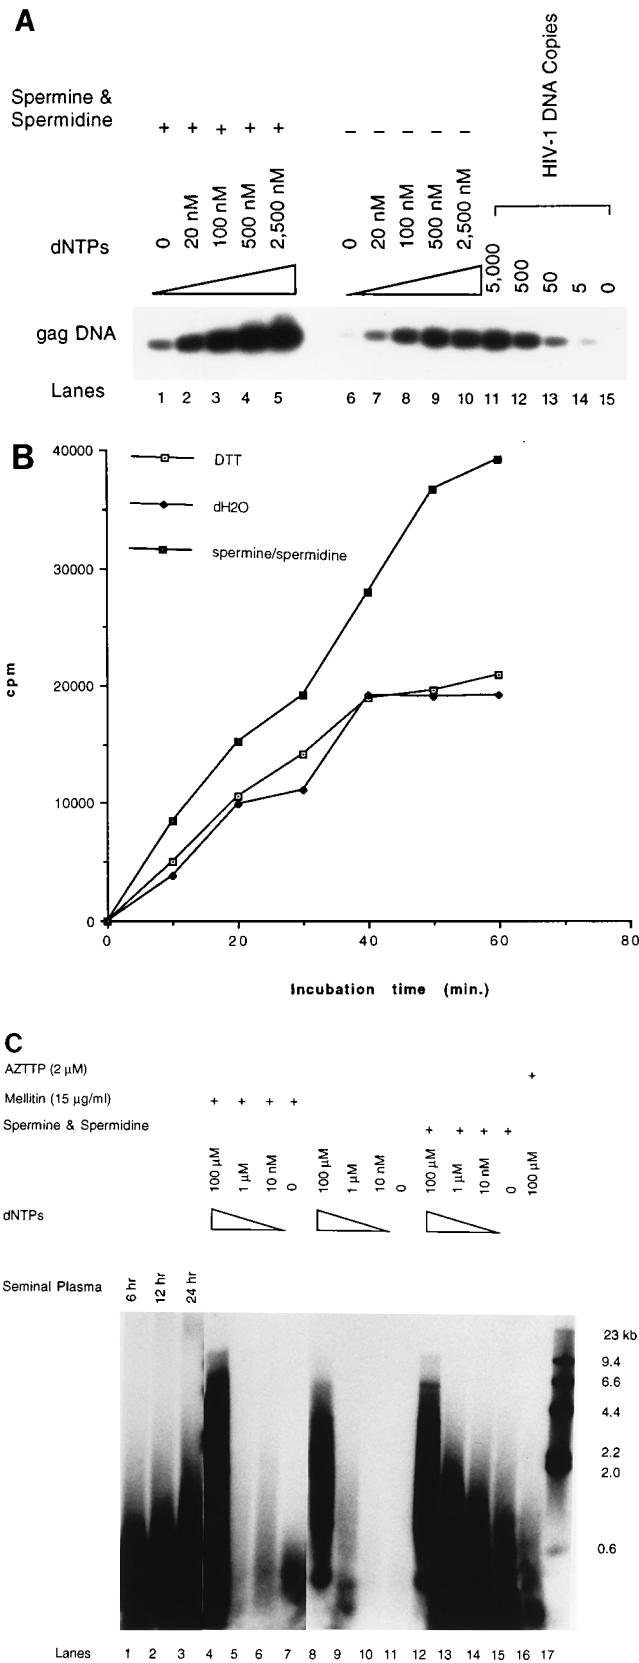 A
Spermine &
Spermidine
+ + + + +
– – – – –
HIV-1 DNA Copies
dNTPs
0 20 nM 100 nM 500 nM 2,500 nM
0 20 nM 100 nM 500 nM 2,500 nM
5,000 500 50 5 0
gag DNA
Lanes 1 2 3 4 5 6 7 8 9 10 11 12 13 14 15
B
40000
30000
20000
10000
0
cpm
DTT
dH2O
spermine/spermidine
0 20 40 60 80
Incubation time (min.)
C
AZTTP (2 µM) +
Mellitin (15 µg/ml) + + + +
Spermine & Spermidine + + + +
dNTPs
100 µM 1 µM 10 nM 0
100 µM 1 µM 10 nM 0
100 µM 1 µM 10 nM 0 100 µM
Seminal Plasma 6 hr 12 hr 24 hr
23 kb
9.4
6.6
4.4
2.2
2.0
0.6
Lanes 1 2 3 4 5 6 7 8 9 10 11 12 13 14 15 16 17